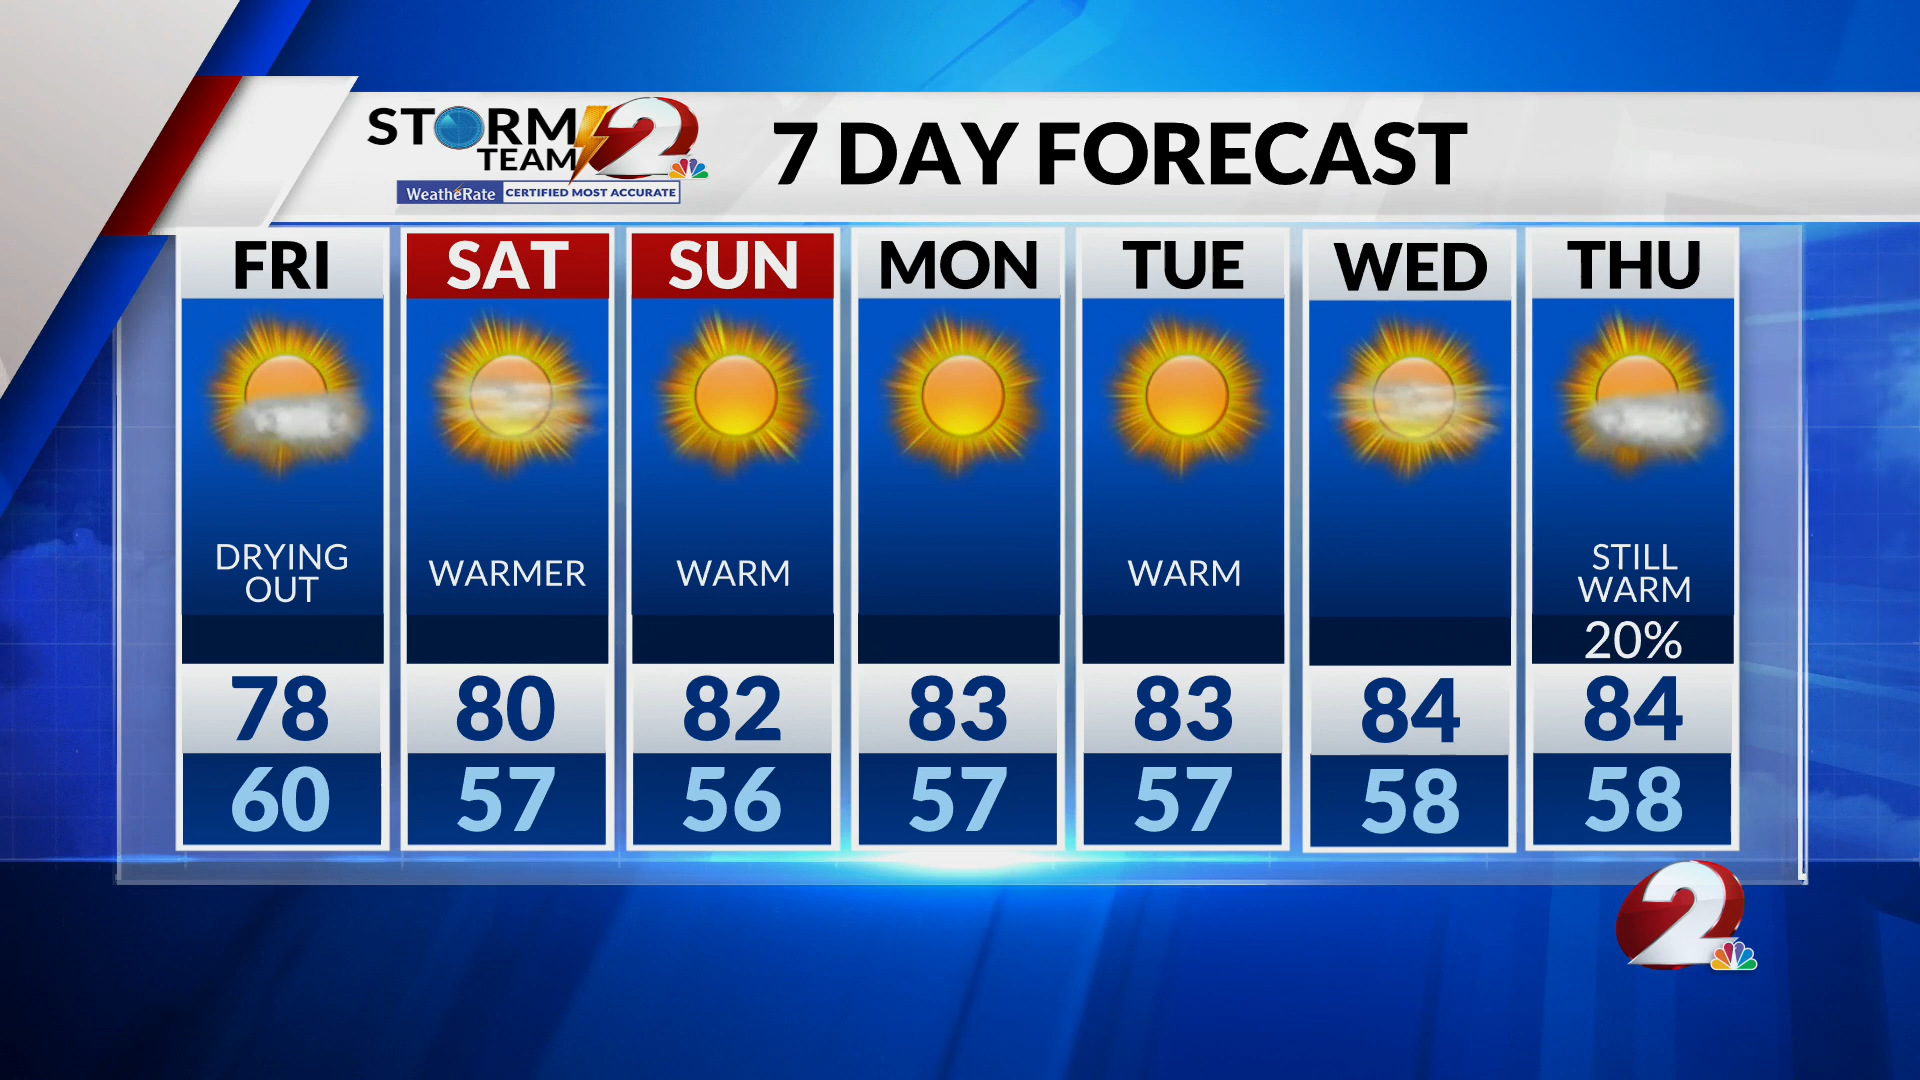 STORM
TEAM 2
WeatheRate CERTIFIED MOST ACCURATE
7 DAY FORECAST
FRI SAT SUN MON TUE WED THU
DRYING
OUT
WARMER
WARM
WARM
STILL
WARM
20%
78 80 82 83 83 84 84
60 57 56 57 57 58 58
2